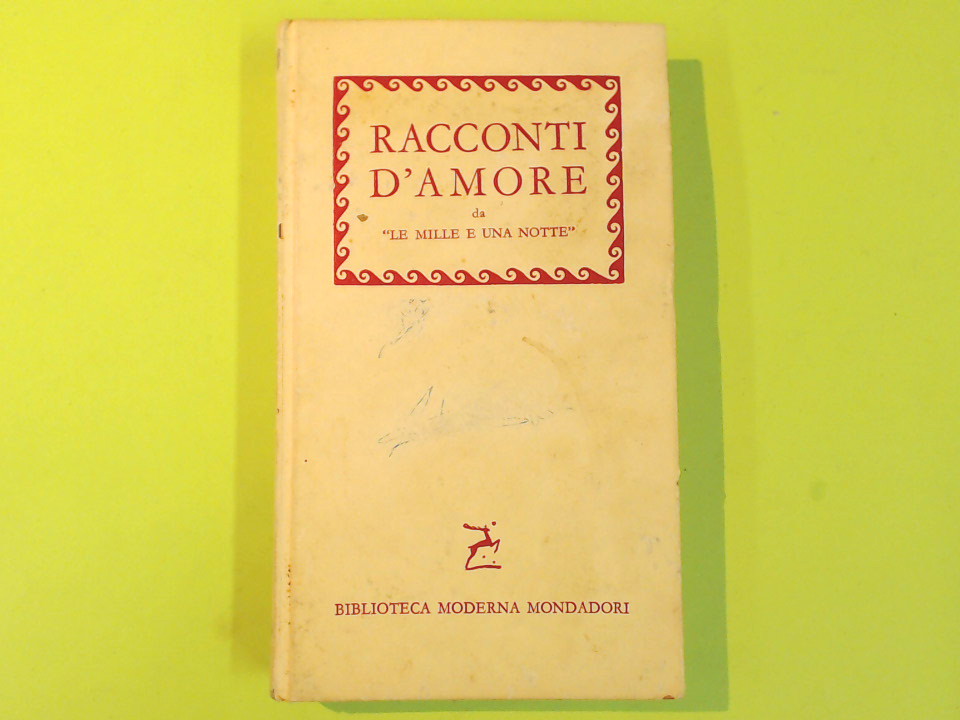 RACCONTI
D'AMORE
da
"LE MILLE E UNA NOTTE"
BIBLIOTECA MODERNA MONDADORI